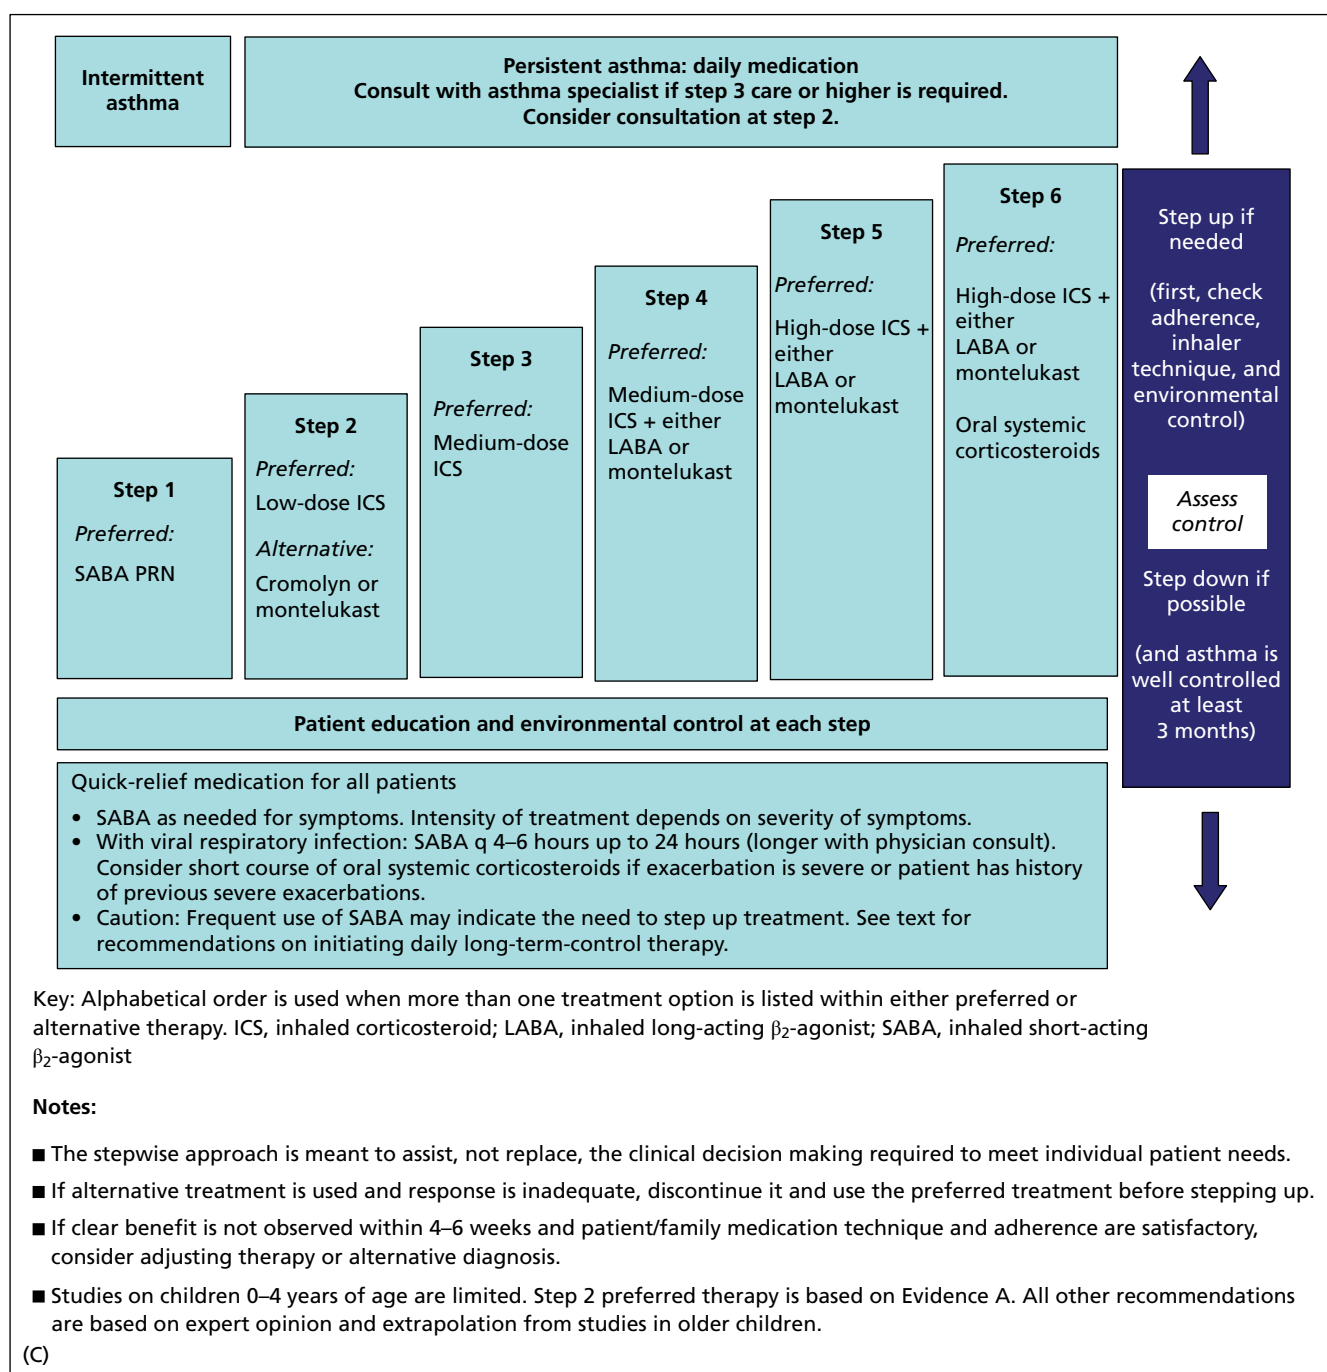 Intermittent
asthma
Persistent asthma: daily medication
Consult with asthma specialist if step 3 care or higher is required.
Consider consultation at step 2.
Step 1
Preferred:
SABA PRN
Step 2
Preferred:
Low-dose ICS
Alternative:
Cromolyn or
montelukast
Step 3
Preferred:
Medium-dose
ICS
Step 4
Preferred:
Medium-dose
ICS + either
LABA or
montelukast
Step 5
Preferred:
High-dose ICS +
either
LABA or
montelukast
Step 6
Preferred:
High-dose ICS +
either
LABA or
montelukast
Oral systemic
corticosteroids
Step up if
needed
(first, check
adherence,
inhaler
technique, and
environmental
control)
Assess
control
Step down if
possible
(and asthma is
well controlled
at least
3 months)
Patient education and environmental control at each step
Quick-relief medication for all patients
• SABA as needed for symptoms. Intensity of treatment depends on severity of symptoms.
• With viral respiratory infection: SABA q 4–6 hours up to 24 hours (longer with physician consult).
Consider short course of oral systemic corticosteroids if exacerbation is severe or patient has history
of previous severe exacerbations.
• Caution: Frequent use of SABA may indicate the need to step up treatment. See text for
recommendations on initiating daily long-term-control therapy.
Key: Alphabetical order is used when more than one treatment option is listed within either preferred or
alternative therapy. ICS, inhaled corticosteroid; LABA, inhaled long-acting β₂-agonist; SABA, inhaled short-acting
β₂-agonist
Notes:
■ The stepwise approach is meant to assist, not replace, the clinical decision making required to meet individual patient needs.
■ If alternative treatment is used and response is inadequate, discontinue it and use the preferred treatment before stepping up.
■ If clear benefit is not observed within 4–6 weeks and patient/family medication technique and adherence are satisfactory,
consider adjusting therapy or alternative diagnosis.
■ Studies on children 0–4 years of age are limited. Step 2 preferred therapy is based on Evidence A. All other recommendations
are based on expert opinion and extrapolation from studies in older children.
(C)